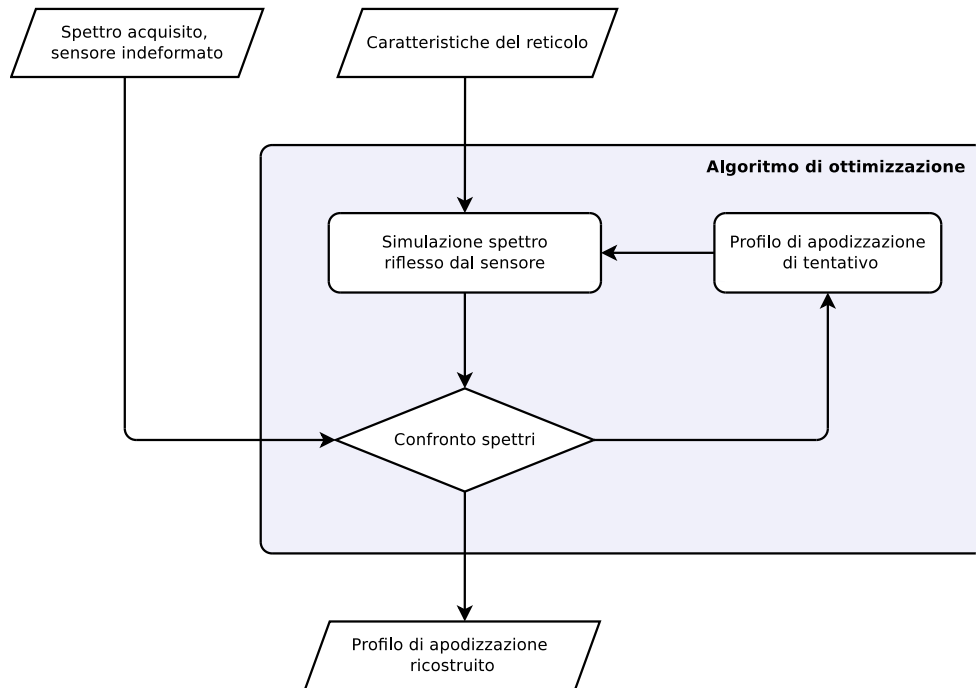 Spettro acquisito,
sensore indeformato
Caratteristiche del reticolo
Algoritmo di ottimizzazione
Simulazione spettro
riflesso dal sensore
Profilo di apodizzazione
di tentativo
Confronto spettri
Profilo di apodizzazione
ricostruito